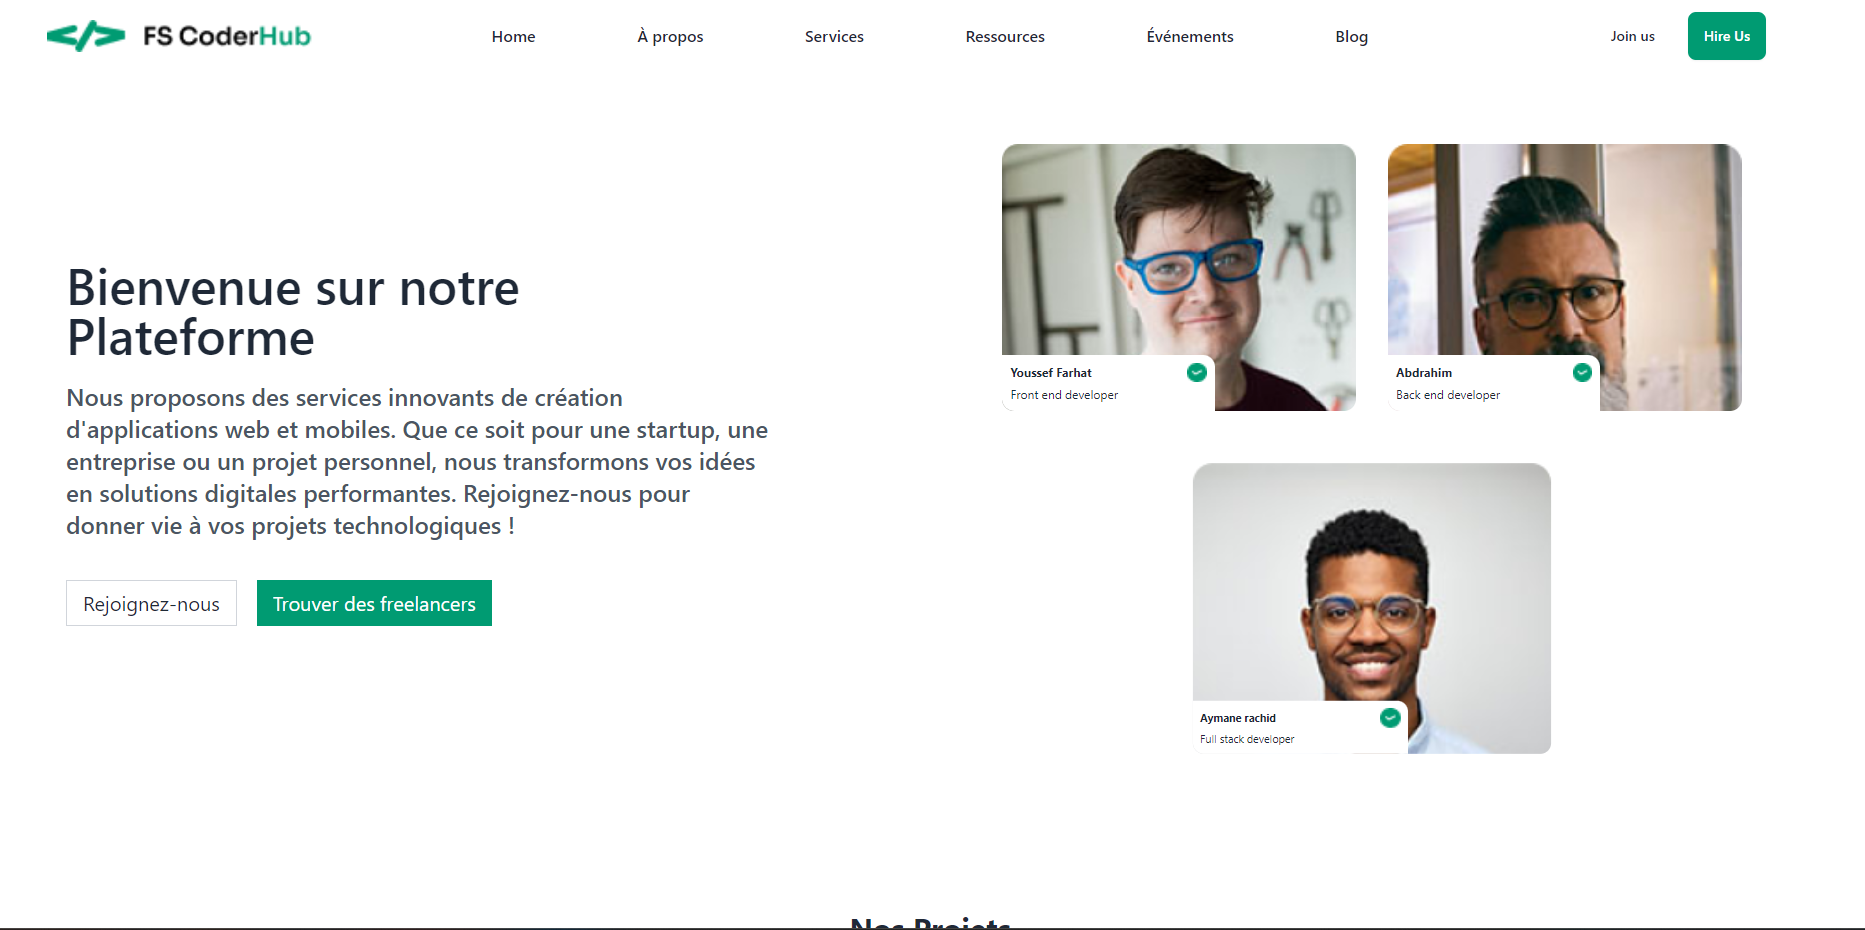 FS CoderHub
Home
À propos
Services
Ressources
Événements
Blog
Join us
Hire Us
Bienvenue sur notre
Plateforme
Nous proposons des services innovants de création
d'applications web et mobiles. Que ce soit pour une startup, une
entreprise ou un projet personnel, nous transformons vos idées
en solutions digitales performantes. Rejoignez-nous pour
donner vie à vos projets technologiques !
Rejoignez-nous
Trouver des freelancers
Youssef Farhat
Front end developer
Abdrahim
Back end developer
Aymane rachid
Full stack developer
Nos Projets